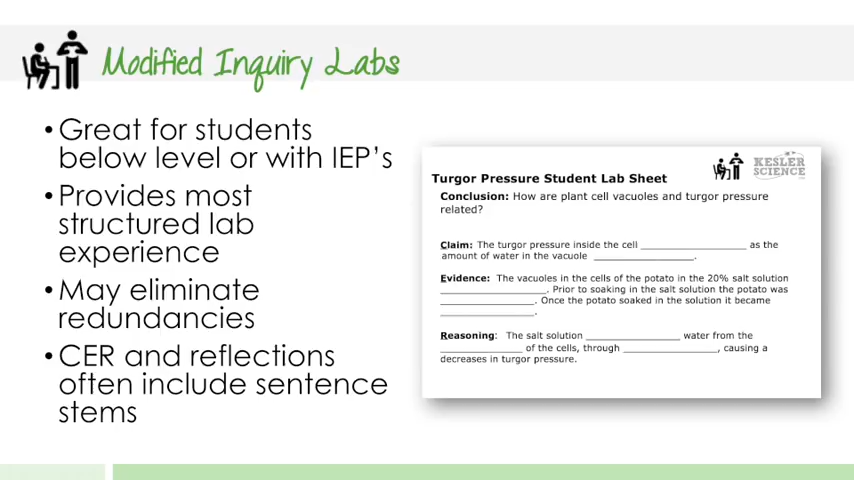 Modified Inquiry Labs
• Great for students
below level or with IEP’s
• Provides most
structured lab
experience
• May eliminate
redundancies
• CER and reflections
often include sentence
stems
KESLER
SCIENCE
Turgor Pressure Student Lab Sheet
Conclusion: How are plant cell vacuoles and turgor pressure
related?
Claim: The turgor pressure inside the cell ____________________ as the
amount of water in the vacuole ___________________.
Evidence: The vacuoles in the cells of the potato in the 20% salt solution
____________________. Prior to soaking in the salt solution the potato was
__________________. Once the potato soaked in the solution it became
__________________.
Reasoning: The salt solution __________________ water from the
________________ of the cells, through __________________, causing a
decreases in turgor pressure.